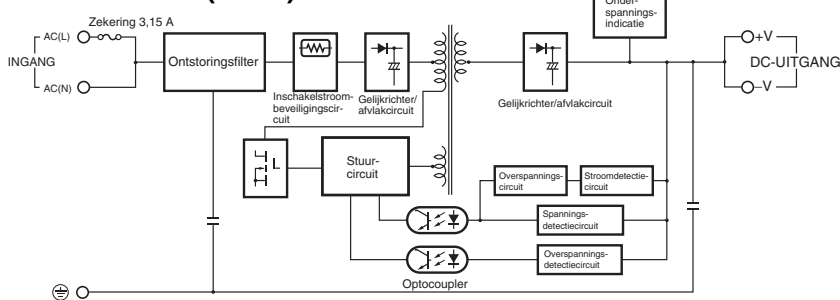 Onder-
spannings-
indicatie
Zekering 3,15 A
AC(L)
INGANG
AC(N)
Ontstoringsfilter
Inschakelstroom-
beveiligingscir-
cuit
Gelijkrichter/
afvlakcircuit
Gelijkrichter/afvlakcircuit
+V
DC-UITGANG
–V
Stuur-
circuit
Overspannings-
circuit
Stroomdetectie-
circuit
Spannings-
detectiecircuit
Overspannings-
detectiecircuit
Optocoupler